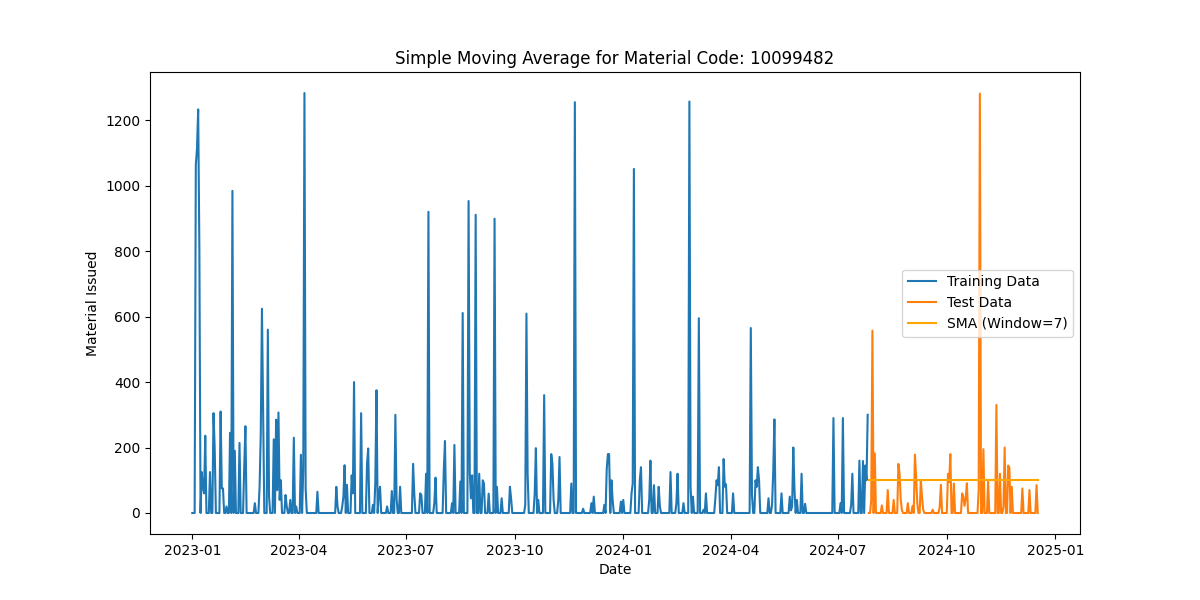 Simple Moving Average for Material Code: 10099482
1200
1000
800
600
400
200
0
Material Issued
Training Data
Test Data
SMA (Window=7)
2023-01 2023-04 2023-07 2023-10 2024-01 2024-04 2024-07 2024-10 2025-01
Date